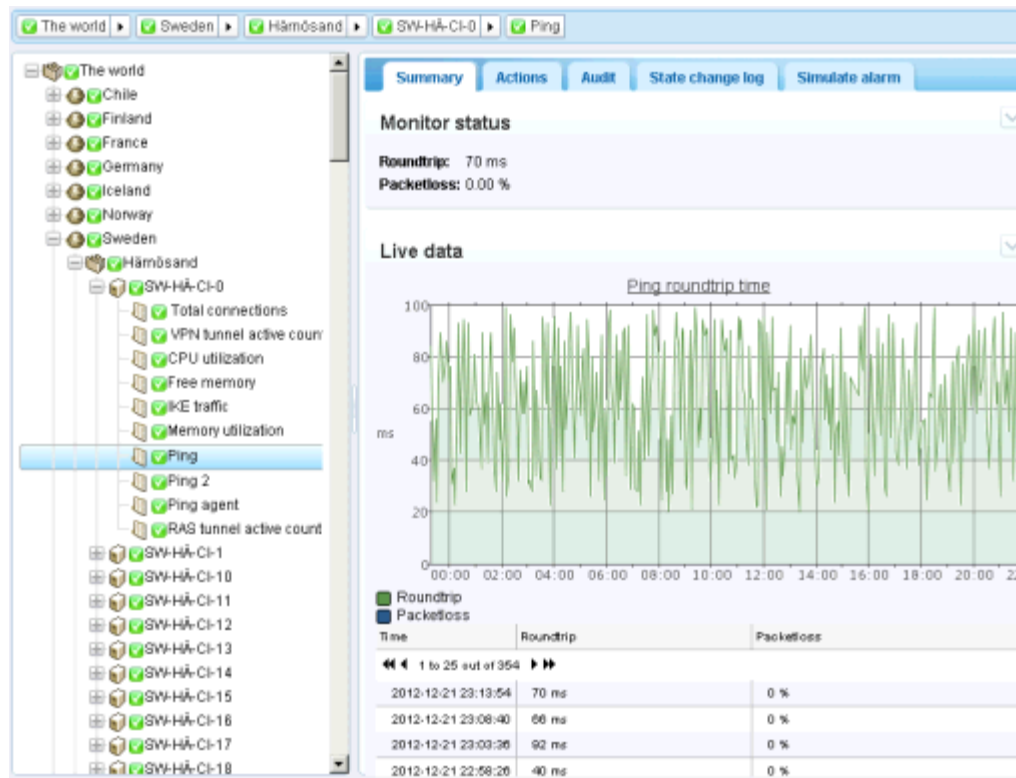 The world Sweden Härnösand SW-HÄ-CI-0 Ping
The world
Chile
Finland
France
Germany
Iceland
Norway
Sweden
Härnösand
SW-HÄ-CI-0
Total connections
VPN tunnel active coun
CPU utilization
Free memory
IKE traffic
Memory utilization
Ping
Ping 2
Ping agent
RAS tunnel active count
SW-HÄ-CI-1
SW-HÄ-CI-10
SW-HÄ-CI-11
SW-HÄ-CI-12
SW-HÄ-CI-13
SW-HÄ-CI-14
SW-HÄ-CI-15
SW-HÄ-CI-16
SW-HÄ-CI-17
SW-HÄ-CI-18
Summary Actions Audit State change log Simulate alarm
Monitor status
Roundtrip: 70 ms
Packetloss: 0.00 %
Live data
Ping roundtrip time
100
80
60
ms
40
20
0
00:00 02:00 04:00 06:00 08:00 10:00 12:00 14:00 16:00 18:00 20:00 22
Roundtrip
Packetloss
Time Roundtrip Packetloss
1 to 25 out of 354
2012-12-21 23:13:54 70 ms 0 %
2012-12-21 23:08:40 66 ms 0 %
2012-12-21 23:03:36 92 ms 0 %
2012-12-21 22:58:26 40 ms 0 %